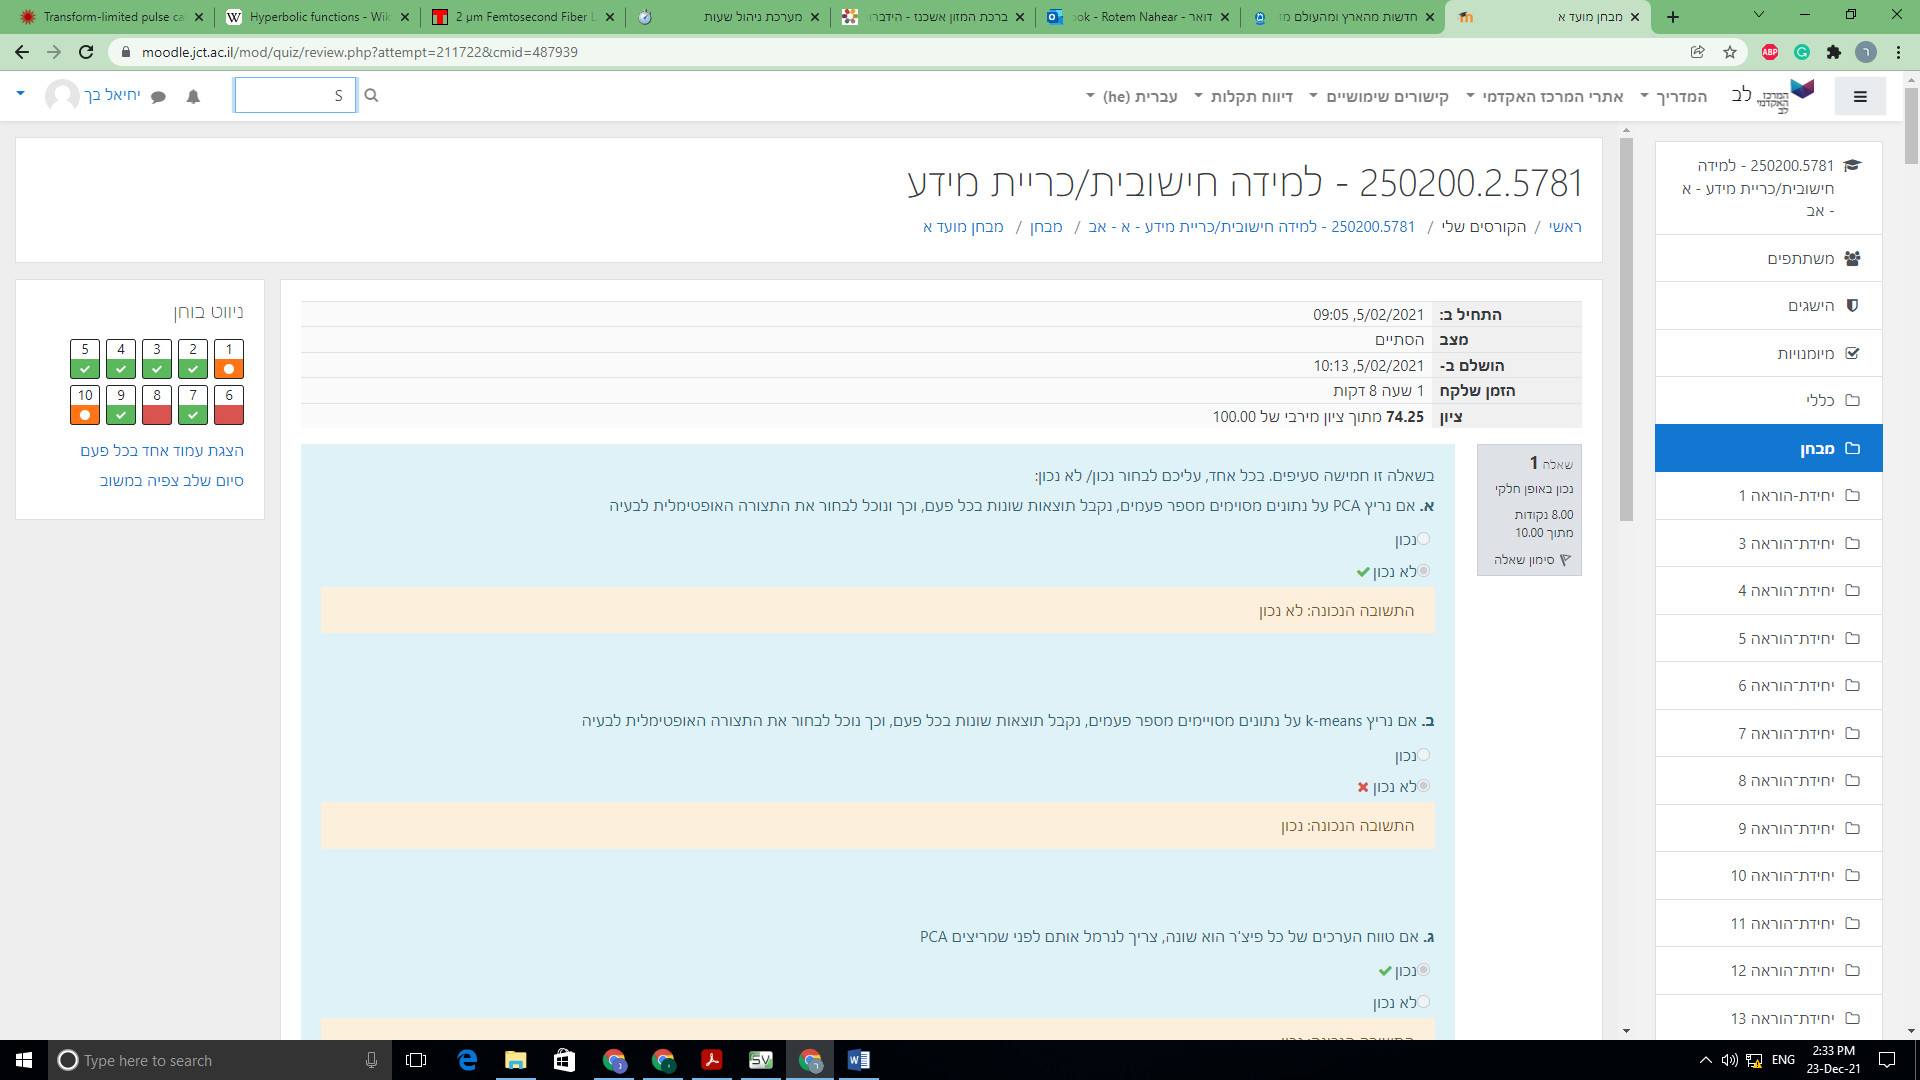 Transform-limited pulse ca
Hyperbolic functions - Wik
2 µm Femtosecond Fiber L
מערכת ניהול שעות
ברכת המזון אשכנז - הידברו
דואר - Rotem Nahear - ook
חדשות מהארץ ומהעולם מו
מבחן מועד א
moodle.jct.ac.il/mod/quiz/review.php?attempt=211722&cmid=487939
ABP
ר
המרכז האקדמי לב
לב
המדריך
אתרי המרכז האקדמי
קישורים שימושיים
דיווח תקלות
עברית (he)
S
יחיאל בך
250200.2.5781 - למידה חישובית/כריית מידע
ראשי / הקורסים שלי / 250200.5781 - למידה חישובית/כריית מידע - א - אב / מבחן / מבחן מועד א
250200.5781 - למידה
חישובית/כריית מידע - א
- אב
משתתפים
הישגים
מיומנויות
כללי
מבחן
יחידת-הוראה 1
יחידת־הוראה 3
יחידת־הוראה 4
יחידת־הוראה 5
יחידת־הוראה 6
יחידת־הוראה 7
יחידת־הוראה 8
יחידת־הוראה 9
יחידת־הוראה 10
יחידת־הוראה 11
יחידת־הוראה 12
יחידת־הוראה 13
התחיל ב: 5/02/2021, 09:05
מצב הסתיים
הושלם ב- 5/02/2021, 10:13
הזמן שלקח 1 שעה 8 דקות
ציון 74.25 מתוך ציון מירבי של 100.00
שאלה 1
נכון באופן חלקי
8.00 נקודות
מתוך 10.00
סימון שאלה
בשאלה זו חמישה סעיפים. בכל אחד, עליכם לבחור נכון/ לא נכון:
א. אם נריץ PCA על נתונים מסוימים מספר פעמים, נקבל תוצאות שונות בכל פעם, וכך ונוכל לבחור את התצורה האופטימלית לבעיה
נכון
לא נכון
התשובה הנכונה: לא נכון
ב. אם נריץ k-means על נתונים מסויימים מספר פעמים, נקבל תוצאות שונות בכל פעם, וכך נוכל לבחור את התצורה האופטימלית לבעיה
נכון
לא נכון
התשובה הנכונה: נכון
ג. אם טווח הערכים של כל פיצ'ר הוא שונה, צריך לנרמל אותם לפני שמריצים PCA
נכון
לא נכון
ניווט בוחן
1 2 3 4 5
6 7 8 9 10
הצגת עמוד אחד בכל פעם
סיום שלב צפיה במשוב
Type here to search
SV
ENG
2:33 PM
23-Dec-21